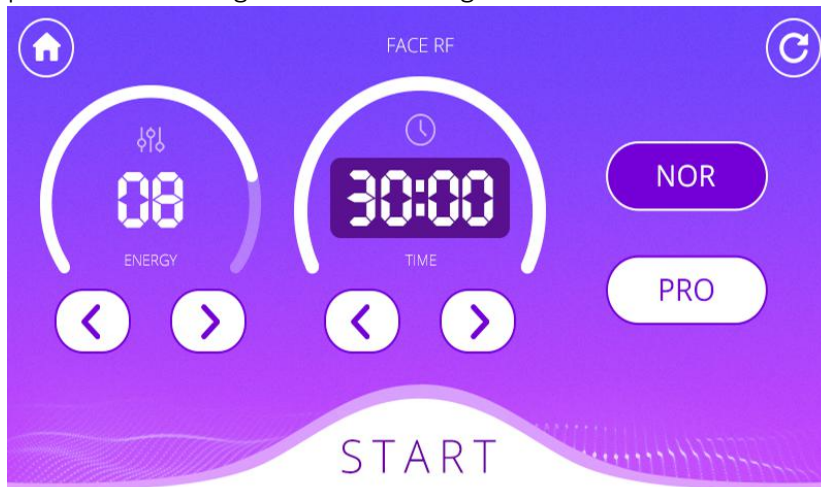 FACE RF
08
30:00
NOR
ENERGY
TIME
PRO
START